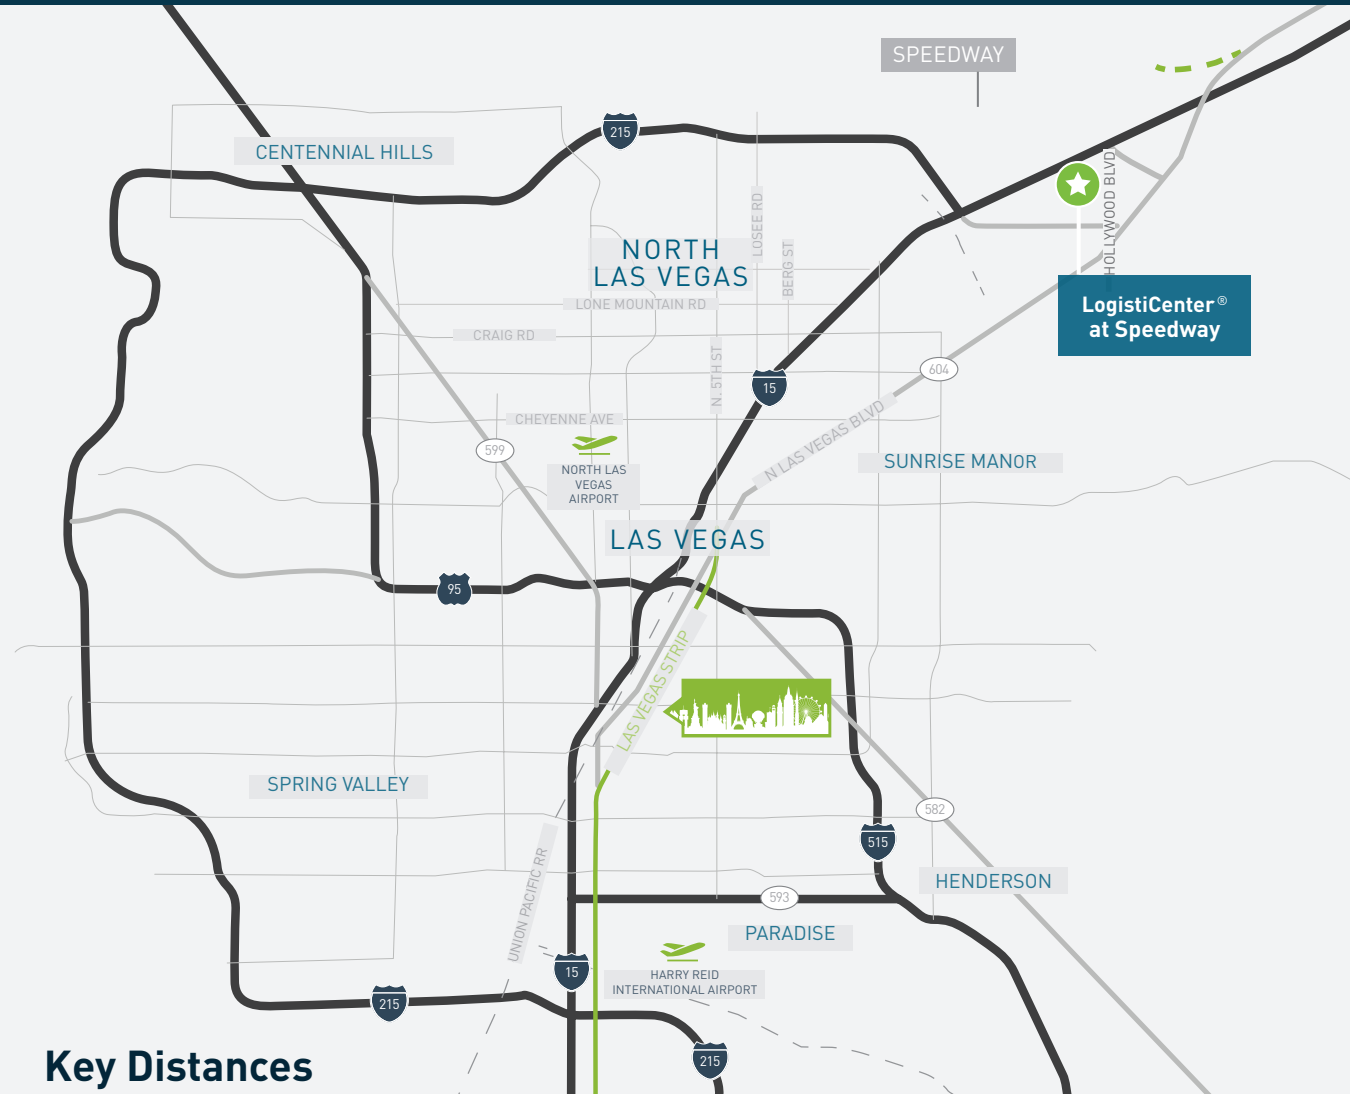 SPEEDWAY
215
CENTENNIAL HILLS
HOLLYWOOD BLVD
LOSEE RD
NORTH
LAS VEGAS
BERG ST
LONE MOUNTAIN RD
LogistiCenter®
at Speedway
CRAIG RD
N. 5TH ST
604
15
CHEYENNE AVE
N LAS VEGAS BLVD
599
NORTH LAS
VEGAS
AIRPORT
SUNRISE MANOR
LAS VEGAS
95
LAS VEGAS STRIP
SPRING VALLEY
582
515
HENDERSON
593
UNION PACIFIC RR
PARADISE
15
HARRY REID
INTERNATIONAL AIRPORT
215
215
Key Distances